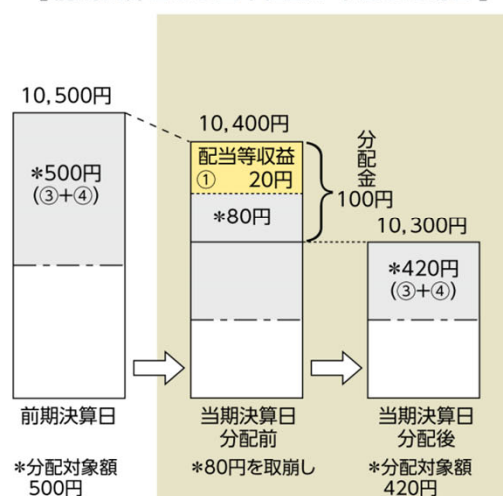 10,500円
*500円
(③+④)
前期決算日
*分配対象額
500円
10,400円
配当等収益
① 20円
*80円
分配金
100円
当期決算日
分配前
*80円を取崩し
10,300円
*420円
(③+④)
当期決算日
分配後
*分配対象額
420円